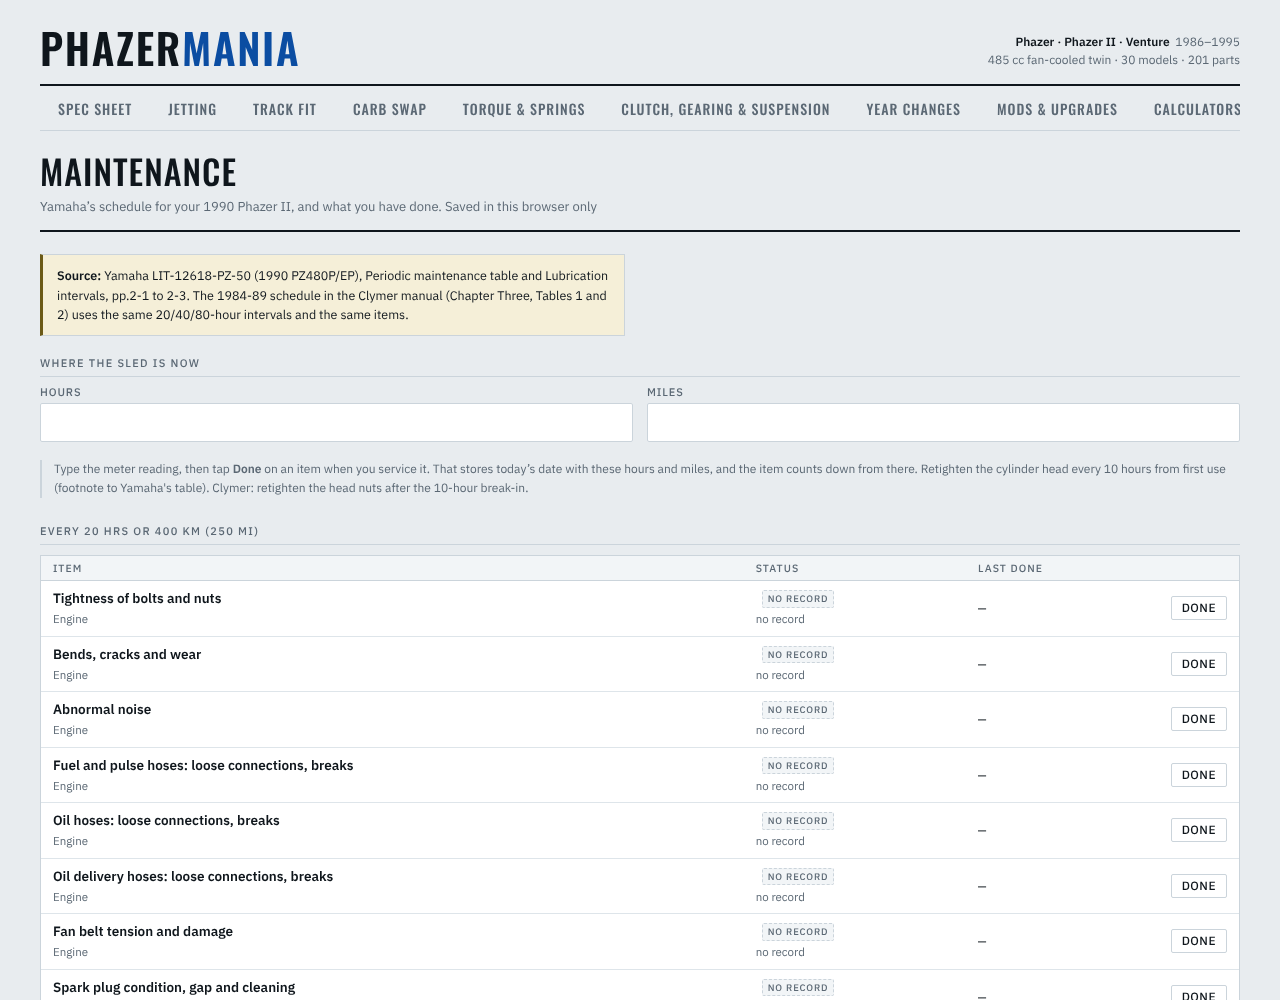 PHAZERMANIA
Phazer · Phazer II · Venture 1986–1995
485 cc fan-cooled twin · 30 models · 201 parts
SPEC SHEET JETTING TRACK FIT CARB SWAP TORQUE & SPRINGS CLUTCH, GEARING & SUSPENSION YEAR CHANGES MODS & UPGRADES CALCULATORS
MAINTENANCE
Yamaha’s schedule for your 1990 Phazer II, and what you have done. Saved in this browser only
Source: Yamaha LIT-12618-PZ-50 (1990 PZ480P/EP), Periodic maintenance table and Lubrication
intervals, pp.2-1 to 2-3. The 1984-89 schedule in the Clymer manual (Chapter Three, Tables 1 and
2) uses the same 20/40/80-hour intervals and the same items.
WHERE THE SLED IS NOW
HOURS MILES
Type the meter reading, then tap Done on an item when you service it. That stores today’s date with these hours and miles, and the item counts down from there. Retighten the cylinder head every 10 hours from first use
(footnote to Yamaha's table). Clymer: retighten the head nuts after the 10-hour break-in.
EVERY 20 HRS OR 400 KM (250 MI)
ITEM STATUS LAST DONE
Tightness of bolts and nuts NO RECORD
Engine no record – DONE
Bends, cracks and wear NO RECORD
Engine no record – DONE
Abnormal noise NO RECORD
Engine no record – DONE
Fuel and pulse hoses: loose connections, breaks NO RECORD
Engine no record – DONE
Oil hoses: loose connections, breaks NO RECORD
Engine no record – DONE
Oil delivery hoses: loose connections, breaks NO RECORD
Engine no record – DONE
Fan belt tension and damage NO RECORD
Engine no record – DONE
Spark plug condition, gap and cleaning NO RECORD
– DONE